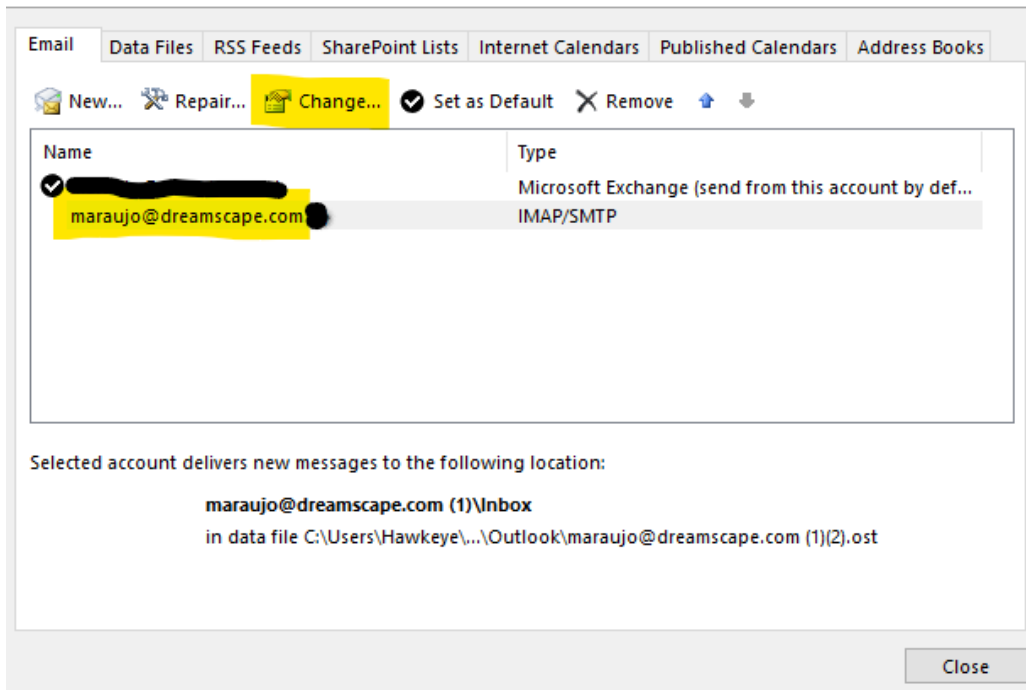 Email Data Files RSS Feeds SharePoint Lists Internet Calendars Published Calendars Address Books
New... Repair... Change... Set as Default Remove
Name Type
Microsoft Exchange (send from this account by def...
maraujo@dreamscape.com IMAP/SMTP
Selected account delivers new messages to the following location:
maraujo@dreamscape.com (1)\Inbox
in data file C:\Users\Hawkeye\...\Outlook\maraujo@dreamscape.com (1)(2).ost
Close